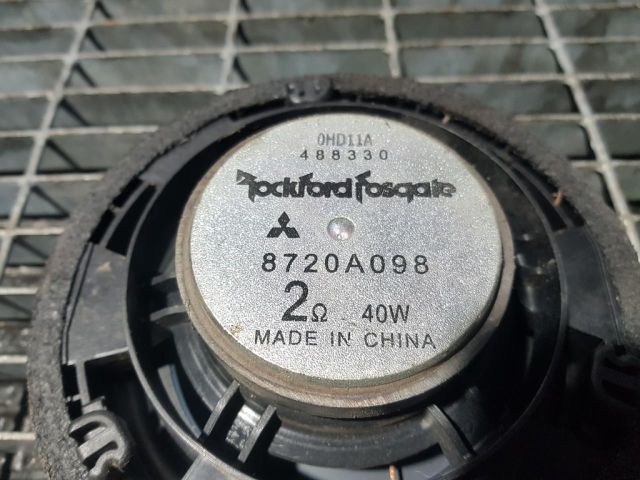 0HD11A
488330
Rockford Fosgate
8720A098
2Ω 40W
MADE IN CHINA